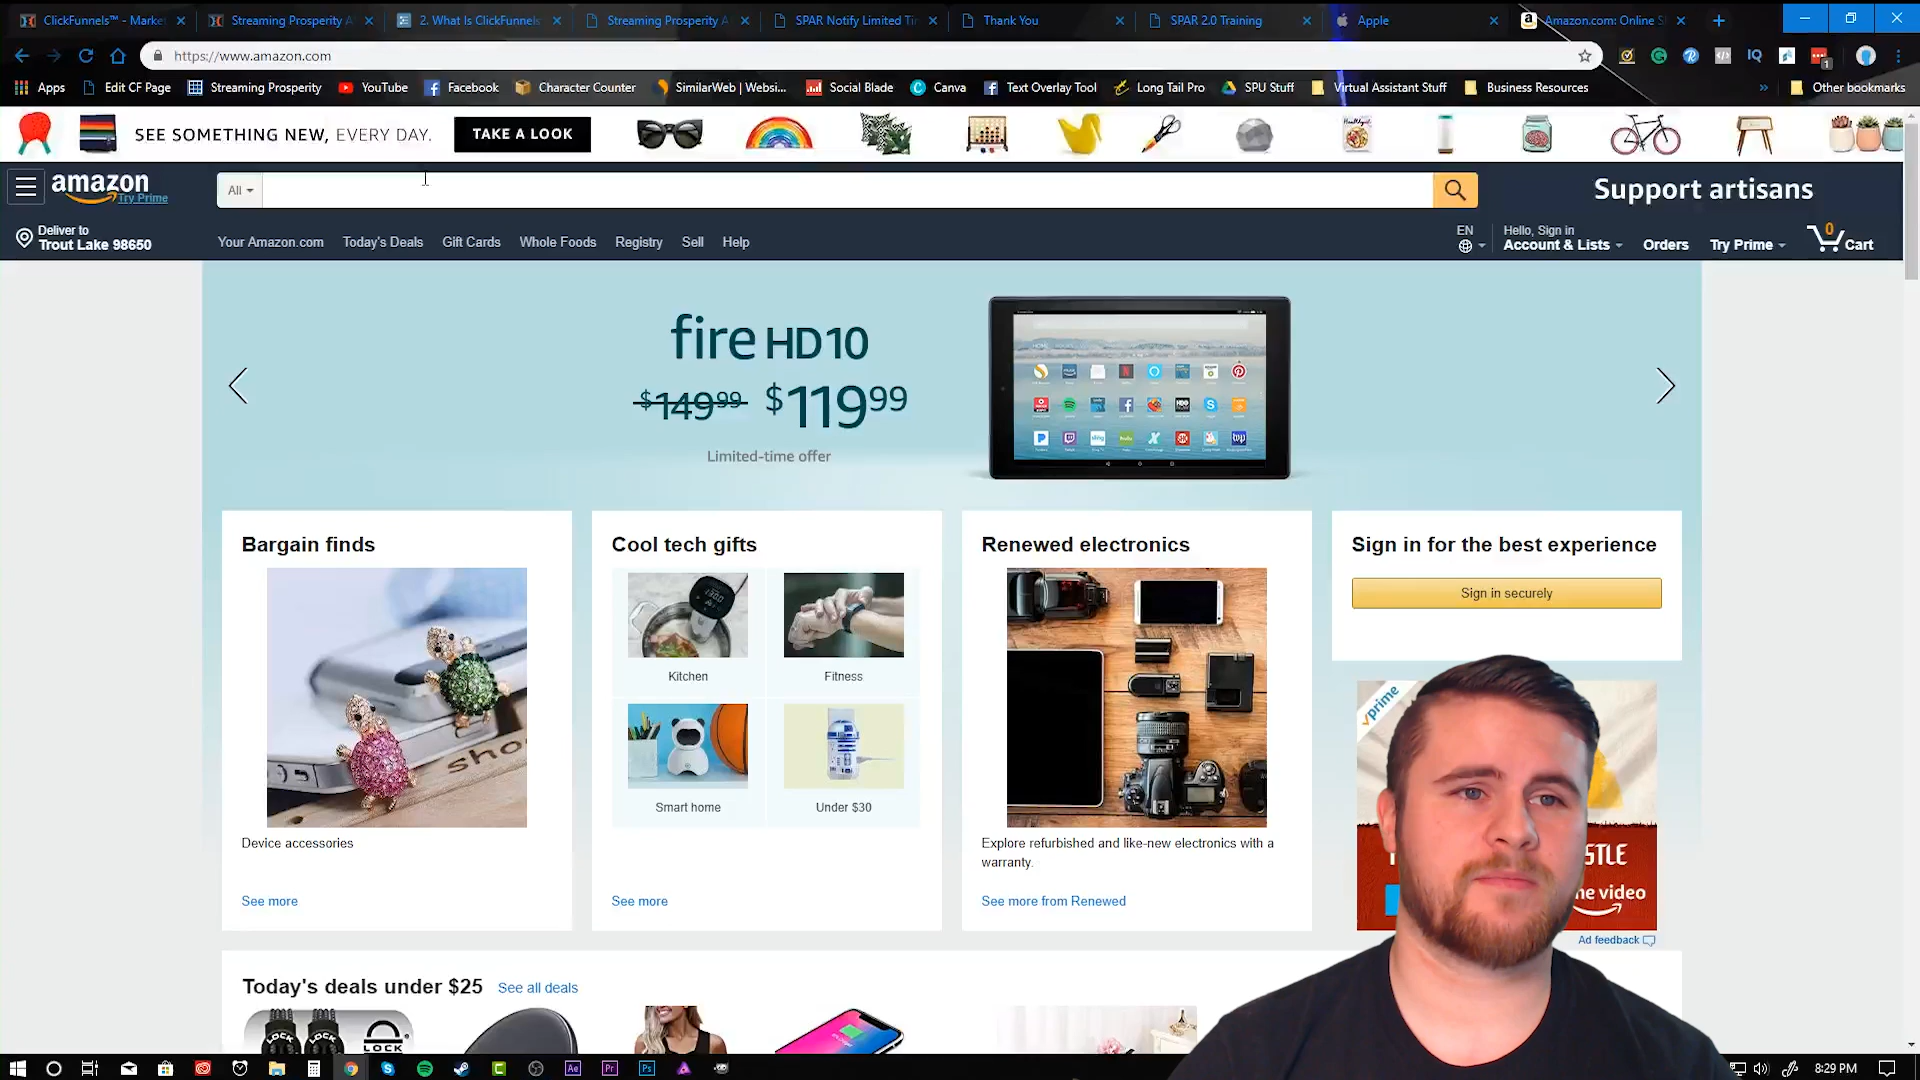 ClickFunnels™ - Market
Streaming Prosperity A
2. What Is ClickFunnels
Streaming Prosperity A
SPAR Notify Limited Tir
Thank You
SPAR 2.0 Training
Apple
Amazon.com: Online S
https://www.amazon.com
1
Apps
Edit CF Page
Streaming Prosperity
YouTube
Facebook
Character Counter
SimilarWeb | Websi...
Social Blade
Canva
Text Overlay Tool
Long Tail Pro
SPU Stuff
Virtual Assistant Stuff
Business Resources
»
Other bookmarks
SEE SOMETHING NEW, EVERY DAY.
TAKE A LOOK
amazon
Try Prime
All
Support artisans
Deliver to
Trout Lake 98650
Your Amazon.com
Today's Deals
Gift Cards
Whole Foods
Registry
Sell
Help
EN
Hello, Sign in
Account & Lists
Orders
Try Prime
0
Cart
fire HD10
$149.99 $119.99
Limited-time offer
Bargain finds
Cool tech gifts
Renewed electronics
Sign in for the best experience
Sign in securely
Kitchen
Fitness
Smart home
Under $30
Device accessories
Explore refurbished and like-new electronics with a
warranty.
See more
See more
See more from Renewed
prime
Ad feedback
Today's deals under $25
See all deals
LOCK
8:29 PM